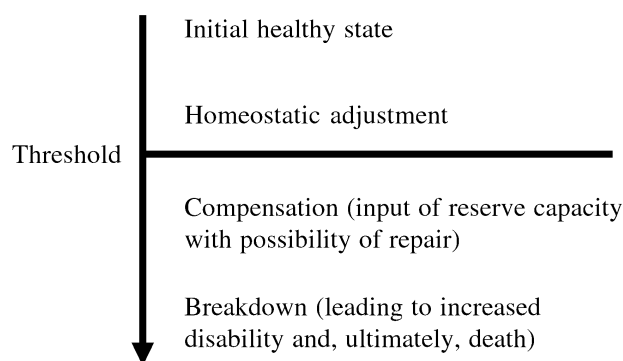 Initial healthy state
Homeostatic adjustment
Threshold
Compensation (input of reserve capacity
with possibility of repair)
Breakdown (leading to increased
disability and, ultimately, death)